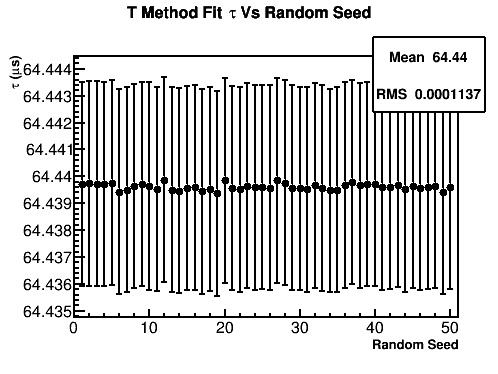 T Method Fit τ Vs Random Seed
Mean 64.44
RMS 0.0001137
τ (μs)
64.444
64.443
64.442
64.441
64.44
64.439
64.438
64.437
64.436
64.435
0 10 20 30 40 50
Random Seed